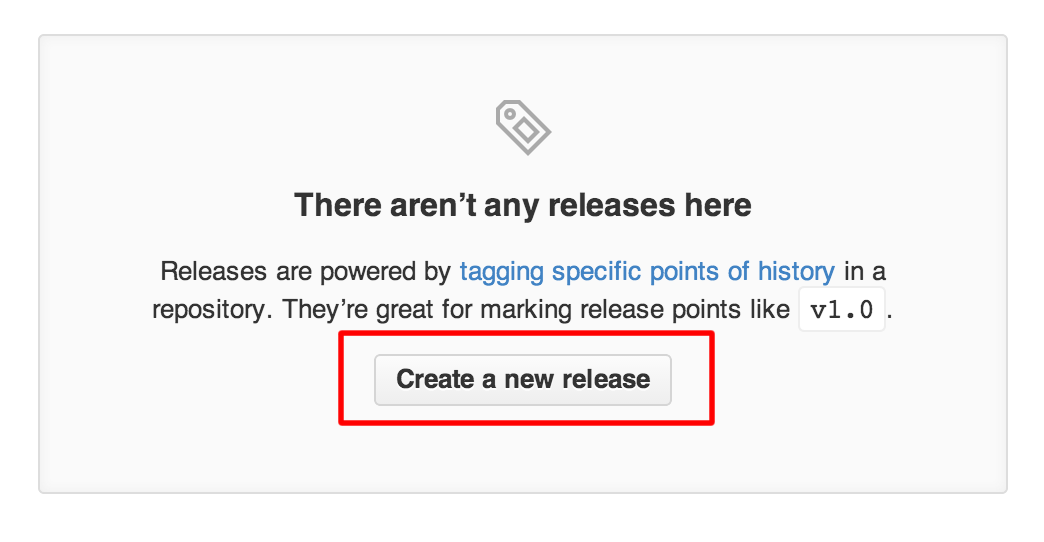 There aren’t any releases here
Releases are powered by tagging specific points of history in a
repository. They’re great for marking release points like v1.0.
Create a new release